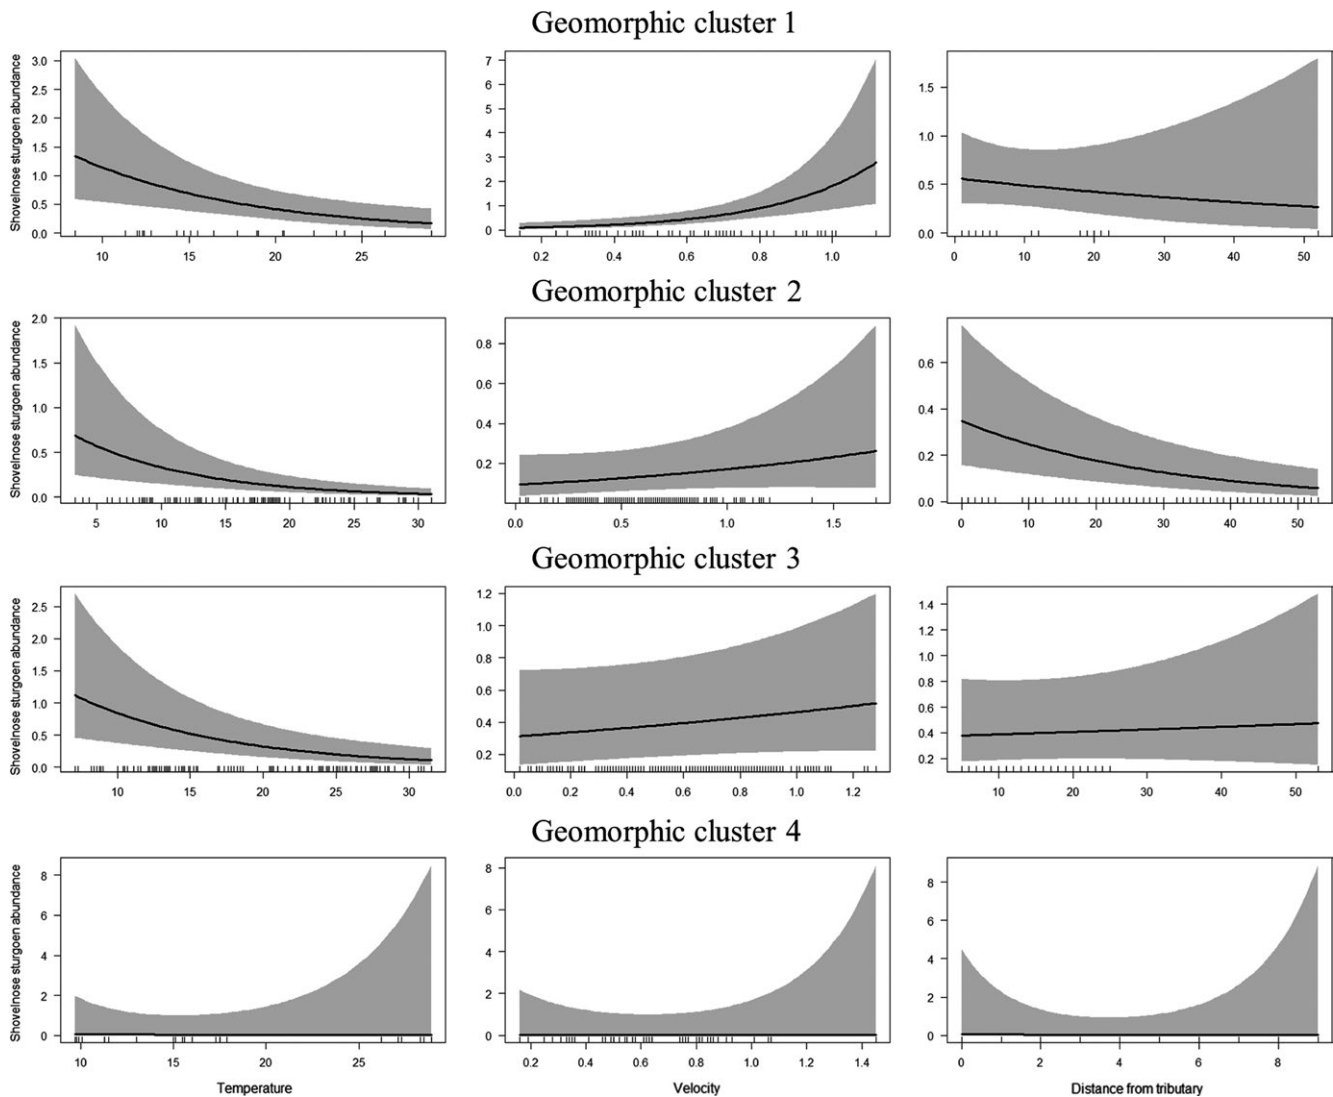 Geomorphic cluster 1
Shovelnose sturgoen abundance
3.0
2.5
2.0
1.5
1.0
0.5
0.0
10 15 20 25
7
6
5
4
3
2
1
0
0.2 0.4 0.6 0.8 1.0
1.5
1.0
0.5
0.0
0 10 20 30 40 50
Geomorphic cluster 2
Shovelnose sturgoen abundance
2.0
1.5
1.0
0.5
0.0
5 10 15 20 25 30
0.8
0.6
0.4
0.2
0.0 0.5 1.0 1.5
0.6
0.4
0.2
0.0
0 10 20 30 40 50
Geomorphic cluster 3
Shovelnose sturgoen abundance
2.5
2.0
1.5
1.0
0.5
0.0
10 15 20 25 30
1.2
1.0
0.8
0.6
0.4
0.2
0.0 0.2 0.4 0.6 0.8 1.0 1.2
1.4
1.2
1.0
0.8
0.6
0.4
0.2
10 20 30 40 50
Geomorphic cluster 4
Shovelnose sturgoen abundance
8
6
4
2
0
10 15 20 25
Temperature
8
6
4
2
0
0.2 0.4 0.6 0.8 1.0 1.2 1.4
Velocity
8
6
4
2
0
0 2 4 6 8
Distance from tributary